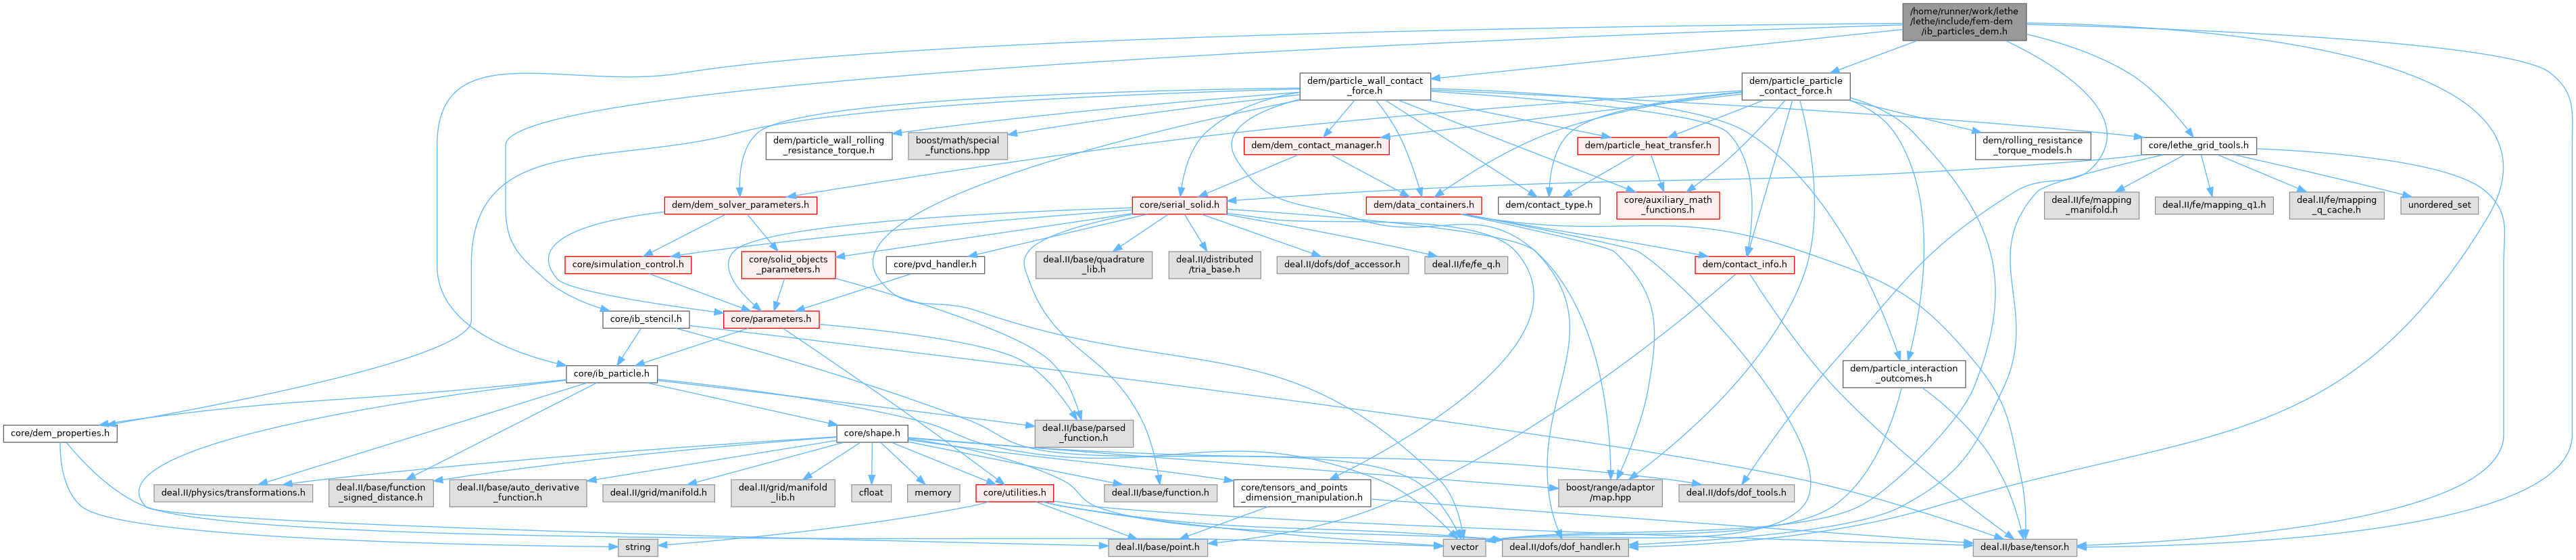 /home/runner/work/lethe
/lethe/include/fem-dem
/ib_particles_dem.h
dem/particle_wall_contact
_force.h
dem/particle_particle
_contact_force.h
dem/particle_wall_rolling
_resistance_torque.h
boost/math/special
_functions.hpp
dem/dem_contact_manager.h
dem/particle_heat_transfer.h
dem/rolling_resistance
_torque_models.h
core/lethe_grid_tools.h
dem/dem_solver_parameters.h
core/serial_solid.h
dem/data_containers.h
dem/contact_type.h
core/auxiliary_math
_functions.h
deal.II/fe/mapping
_manifold.h
deal.II/fe/mapping_q1.h
deal.II/fe/mapping
_q_cache.h
unordered_set
core/simulation_control.h
core/solid_objects
_parameters.h
core/pvd_handler.h
deal.II/base/quadrature
_lib.h
deal.II/distributed
/tria_base.h
deal.II/dofs/dof_accessor.h
deal.II/fe/fe_q.h
dem/contact_info.h
core/ib_stencil.h
core/parameters.h
core/ib_particle.h
dem/particle_interaction
_outcomes.h
core/dem_properties.h
core/shape.h
deal.II/base/parsed
_function.h
deal.II/physics/transformations.h
deal.II/base/function
_signed_distance.h
deal.II/base/auto_derivative
_function.h
deal.II/grid/manifold.h
deal.II/grid/manifold
_lib.h
cfloat
memory
core/utilities.h
deal.II/base/function.h
core/tensors_and_points
_dimension_manipulation.h
boost/range/adaptor
/map.hpp
deal.II/dofs/dof_tools.h
string
deal.II/base/point.h
vector
deal.II/dofs/dof_handler.h
deal.II/base/tensor.h